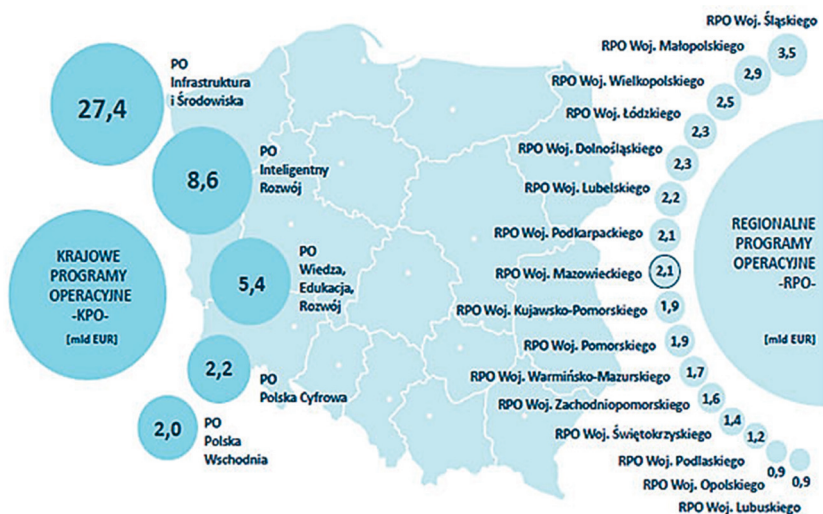 27,4
PO
Infrastruktura
i Środowiska
8,6
PO
Inteligentny
Rozwój
KRAJOWE
PROGRAMY
OPERACYJNE
-KPO-
[mld EUR]
5,4
PO
Wiedza,
Edukacja,
Rozwój
2,2
PO
Polska Cyfrowa
2,0
PO
Polska
Wschodnia
RPO Woj. Śląskiego
3,5
RPO Woj. Małopolskiego
2,9
RPO Woj. Wielkopolskiego
2,5
RPO Woj. Łódzkiego
2,3
RPO Woj. Dolnośląskiego
2,3
RPO Woj. Lubelskiego
2,2
RPO Woj. Podkarpackiego
2,1
RPO Woj. Mazowieckiego
2,1
RPO Woj. Kujawsko-Pomorskiego
1,9
RPO Woj. Pomorskiego
1,9
RPO Woj. Warmińsko-Mazurskiego
1,7
RPO Woj. Zachodniopomorskiego
1,6
RPO Woj. Świętokrzyskiego
1,4
RPO Woj. Podlaskiego
1,2
RPO Woj. Opolskiego
0,9
RPO Woj. Lubuskiego
0,9
REGIONALNE
PROGRAMY
OPERACYJNE
-RPO-
[mld EUR]